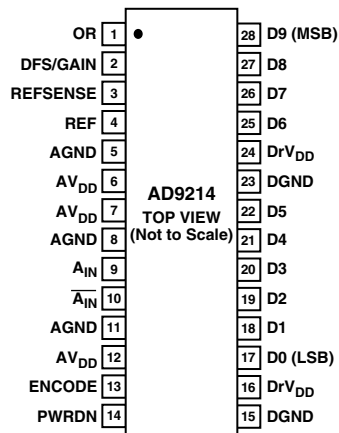 OR 1 28 D9 (MSB)
DFS/GAIN 2 27 D8
REFSENSE 3 26 D7
REF 4 25 D6
AGND 5 24 DrVDD
AVDD 6 23 DGND
AVDD 7 22 D5
AGND 8 21 D4
AIN 9 20 D3
A̅I̅N̅ 10 19 D2
AGND 11 18 D1
AVDD 12 17 D0 (LSB)
ENCODE 13 16 DrVDD
PWRDN 14 15 DGND
AD9214
TOP VIEW
(Not to Scale)